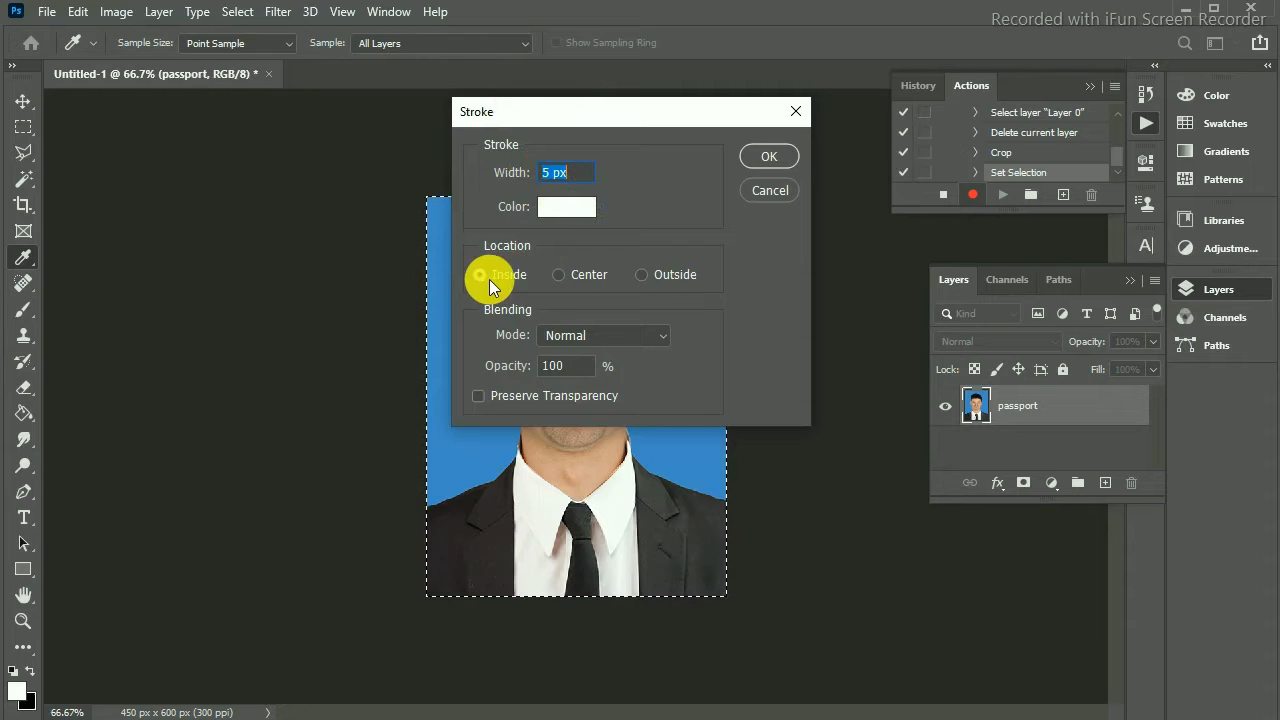 Ps File Edit Image Layer Type Select Filter 3D View Window Help
Recorded with iFun Screen Recorder
Sample Size: Point Sample Sample: All Layers Show Sampling Ring
Untitled-1 @ 66.7% (passport, RGB/8) *
Stroke
Stroke
Width: 5 px
Color:
OK
Cancel
Location
Inside Center Outside
Blending
Mode: Normal
Opacity: 100 %
Preserve Transparency
History Actions
Select layer "Layer 0"
Delete current layer
Crop
Set Selection
A
Layers Channels Paths
Kind
T
Normal Opacity: 100%
Lock: Fill: 100%
passport
fx
Color
Swatches
Gradients
Patterns
Libraries
Adjustme...
Layers
Channels
Paths
T
66.67% 450 px x 600 px (300 ppi)